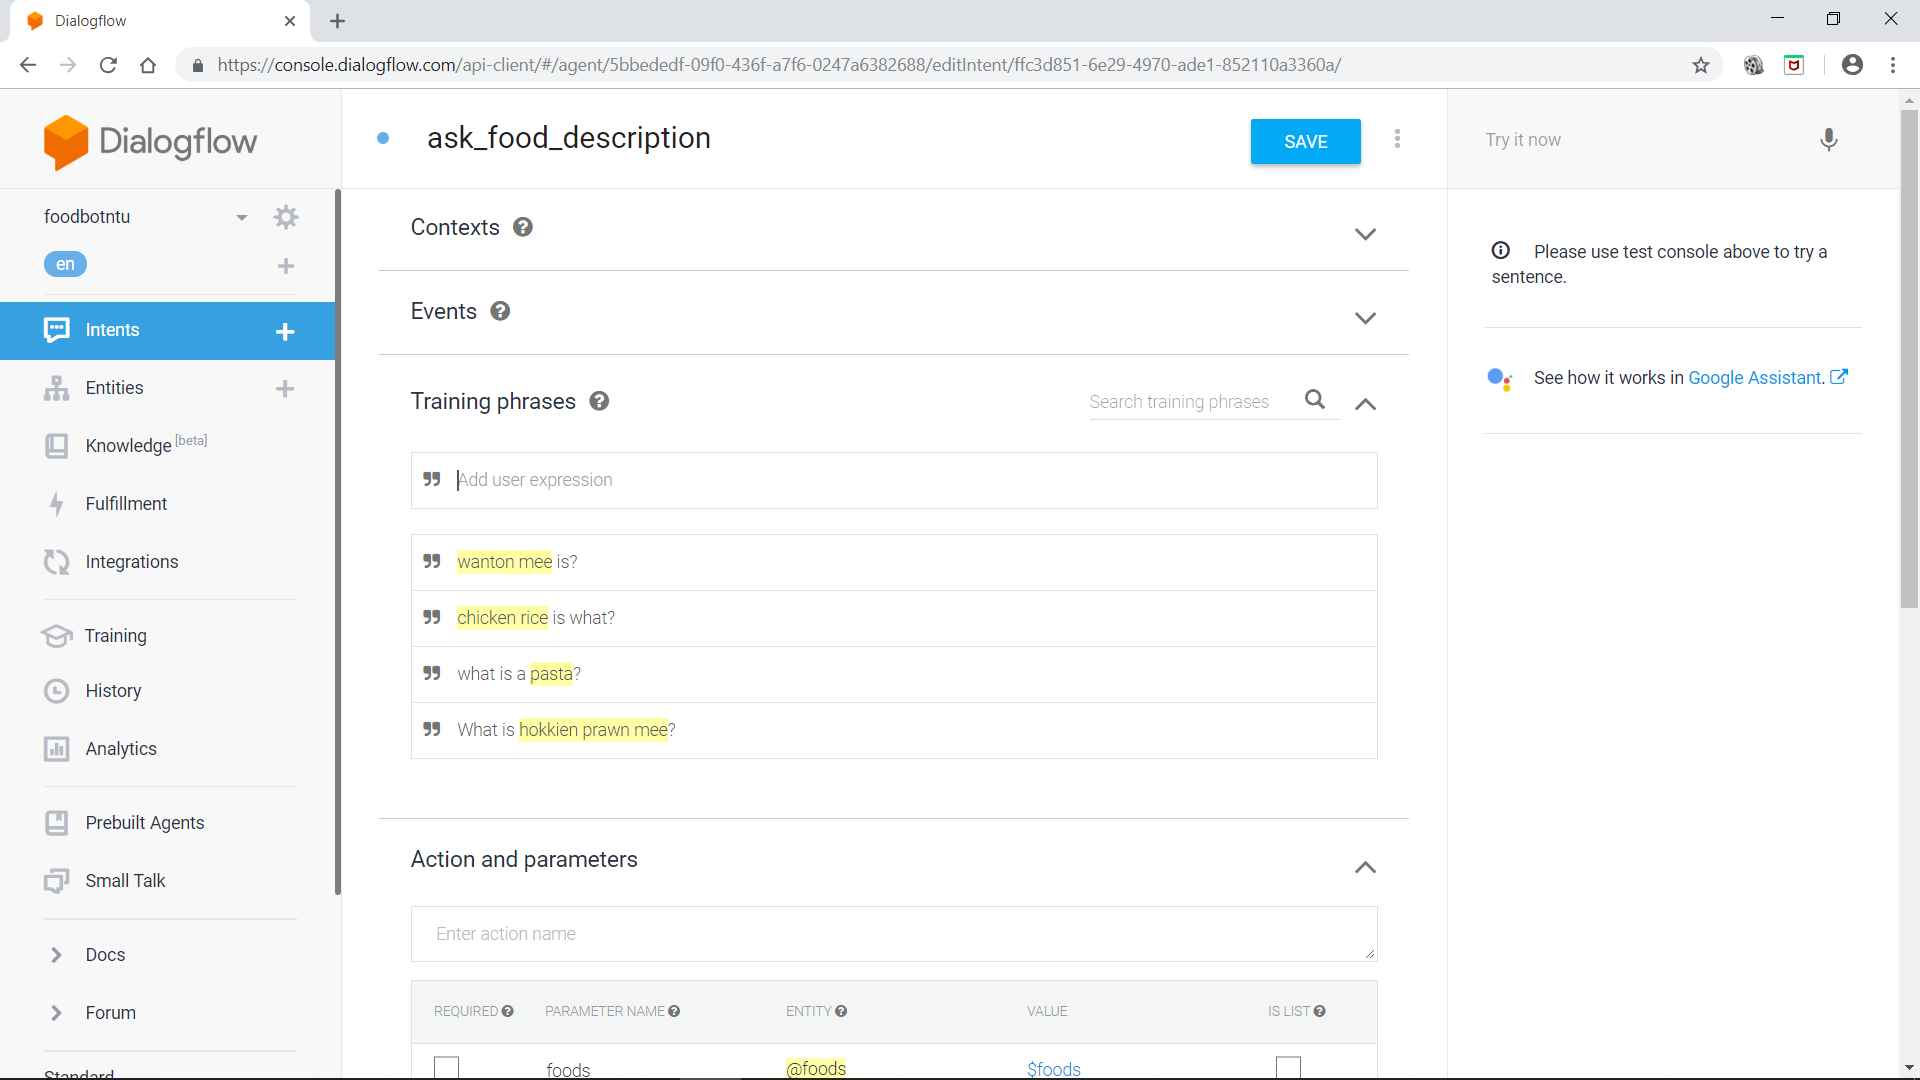 Dialogflow
https://console.dialogflow.com/api-client/#/agent/5bbededf-09f0-436f-a7f6-0247a6382688/editIntent/ffc3d851-6e29-4970-ade1-852110a3360a/
Dialogflow
foodbotntu
en
Intents
Entities
Knowledge [beta]
Fulfillment
Integrations
Training
History
Analytics
Prebuilt Agents
Small Talk
Docs
Forum
Standard
ask_food_description
SAVE
Contexts
Events
Training phrases
Search training phrases
Add user expression
wanton mee is?
chicken rice is what?
what is a pasta?
What is hokkien prawn mee?
Action and parameters
Enter action name
REQUIRED PARAMETER NAME ENTITY VALUE IS LIST
foods @foods $foods
Try it now
Please use test console above to try a
sentence.
See how it works in Google Assistant.